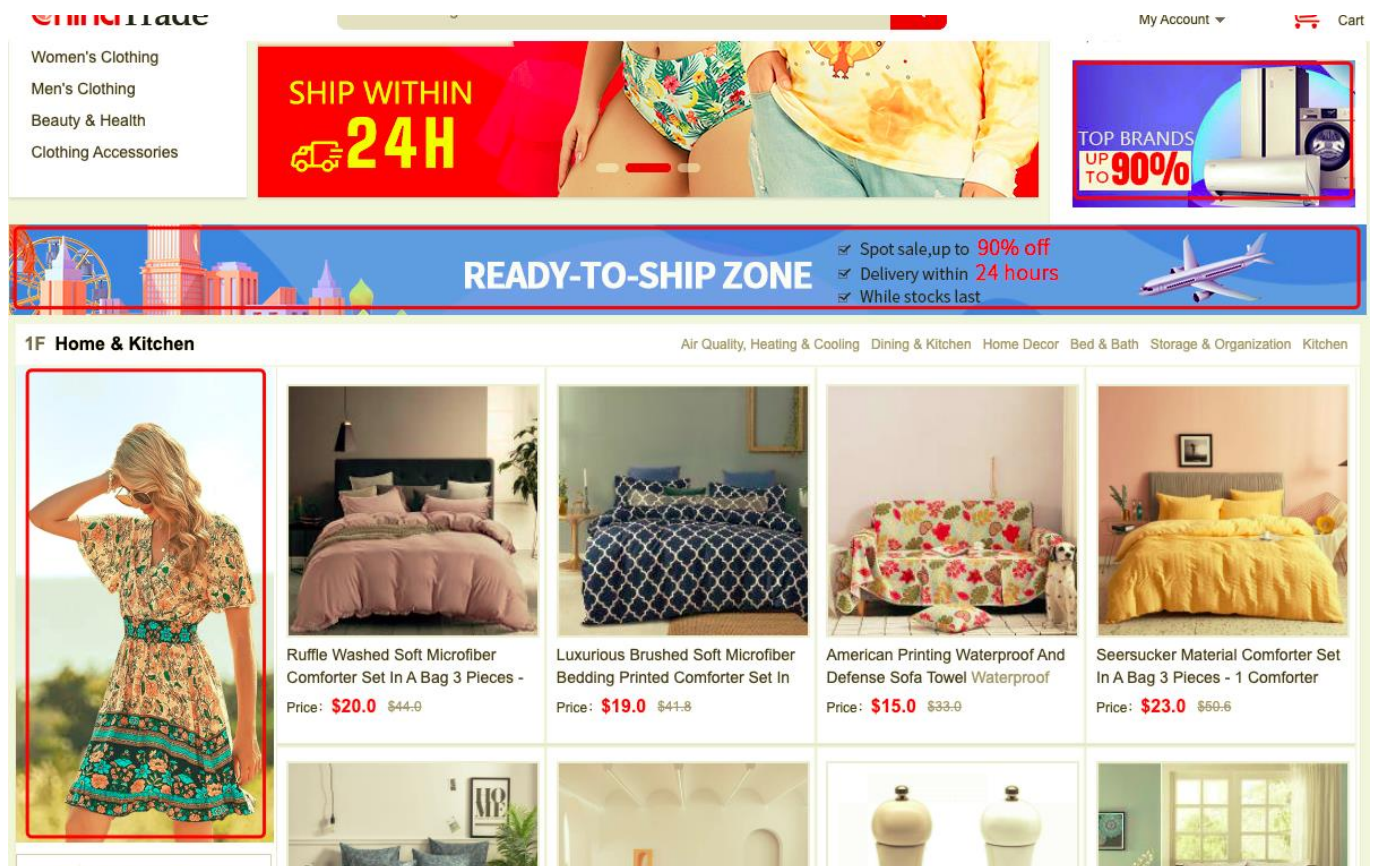 Trade
My Account
Cart
Women's Clothing
Men's Clothing
Beauty & Health
Clothing Accessories
SHIP WITHIN
24H
TOP BRANDS
UP TO 90%
READY-TO-SHIP ZONE
Spot sale,up to 90% off
Delivery within 24 hours
While stocks last
1F Home & Kitchen
Air Quality, Heating & Cooling Dining & Kitchen Home Decor Bed & Bath Storage & Organization Kitchen
Ruffle Washed Soft Microfiber
Comforter Set In A Bag 3 Pieces -
Price: $20.0 $44.0
Luxurious Brushed Soft Microfiber
Bedding Printed Comforter Set In
Price: $19.0 $41.8
American Printing Waterproof And
Defense Sofa Towel Waterproof
Price: $15.0 $33.0
Seersucker Material Comforter Set
In A Bag 3 Pieces - 1 Comforter
Price: $23.0 $50.6
HO
ME